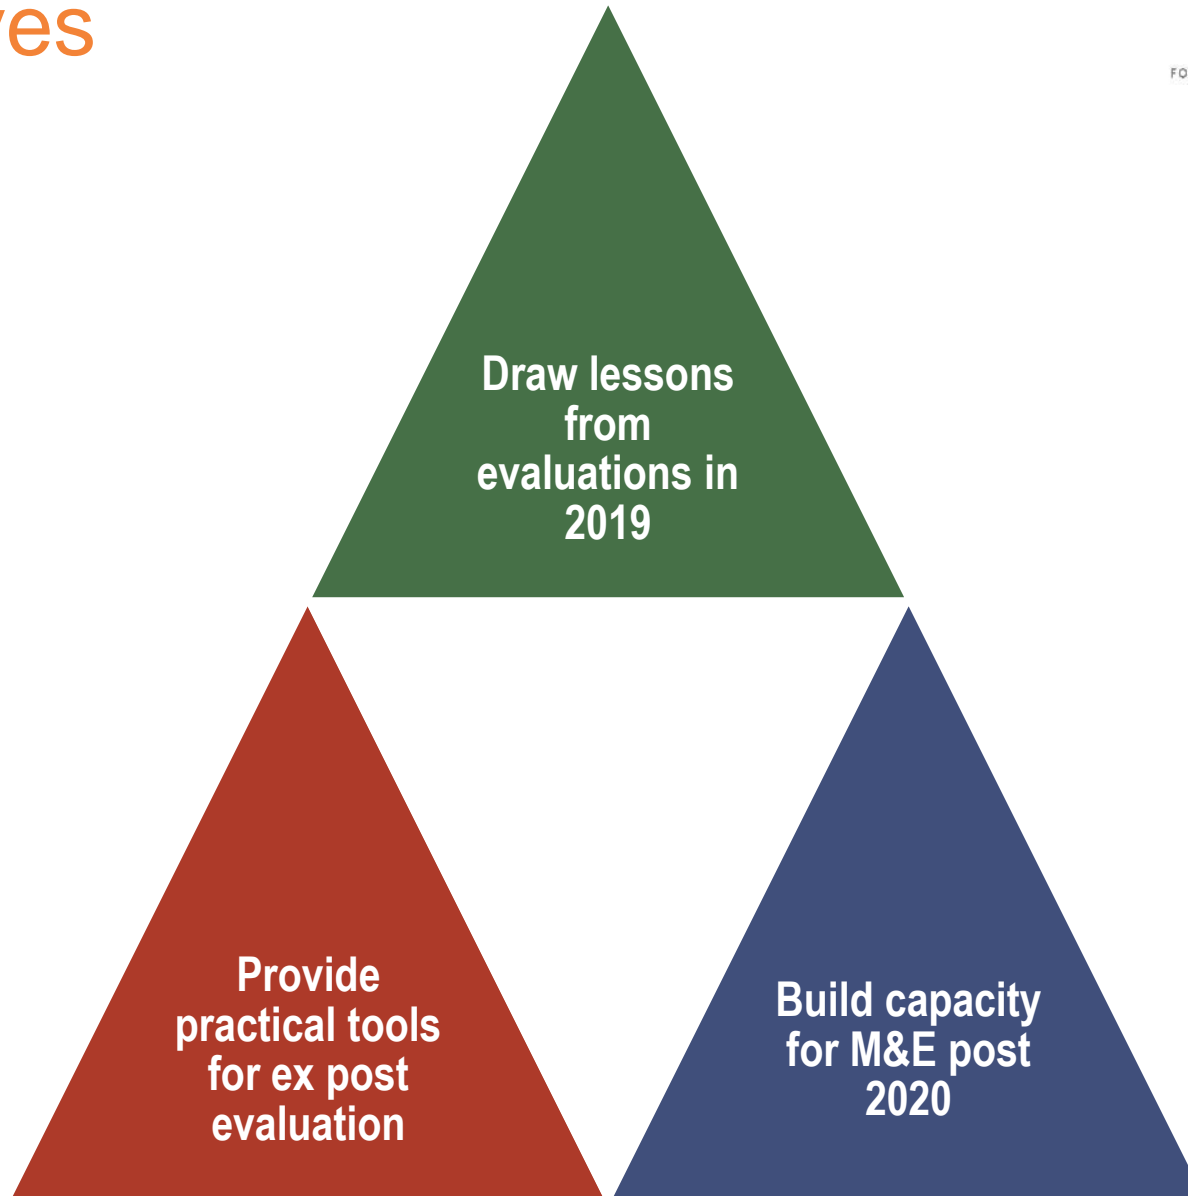 ves
FO
Draw lessons
from
evaluations in
2019
Provide
practical tools
for ex post
evaluation
Build capacity
for M&E post
2020